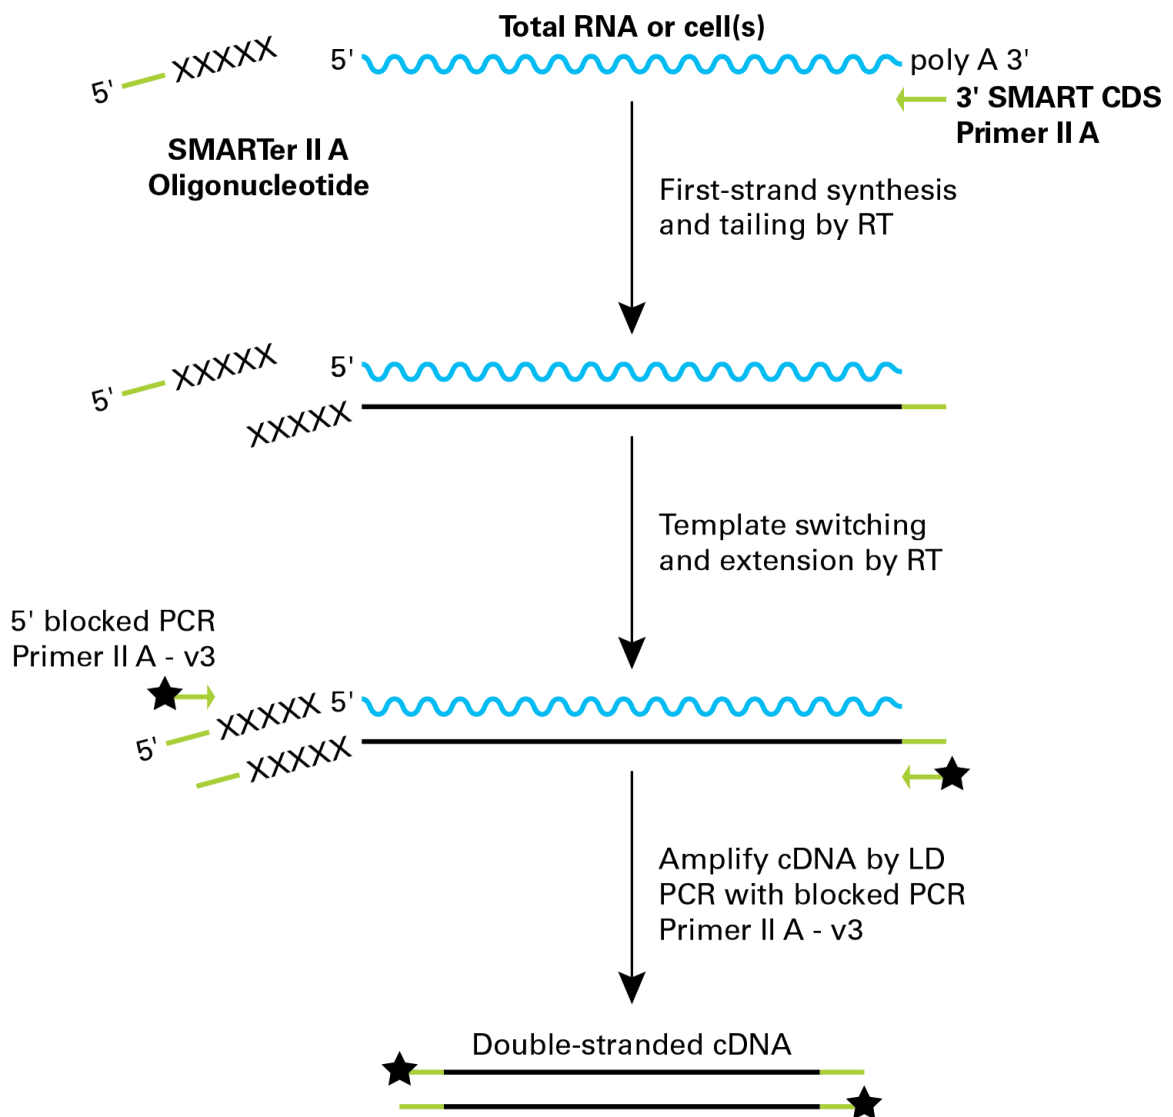 Total RNA or cell(s)
5' XXXXX
5'
poly A 3'
3' SMART CDS
Primer II A
SMARTer II A
Oligonucleotide
First-strand synthesis
and tailing by RT
5' XXXXX
5'
XXXXX
Template switching
and extension by RT
5' blocked PCR
Primer II A - v3
5' XXXXX
5'
XXXXX
Amplify cDNA by LD
PCR with blocked PCR
Primer II A - v3
Double-stranded cDNA